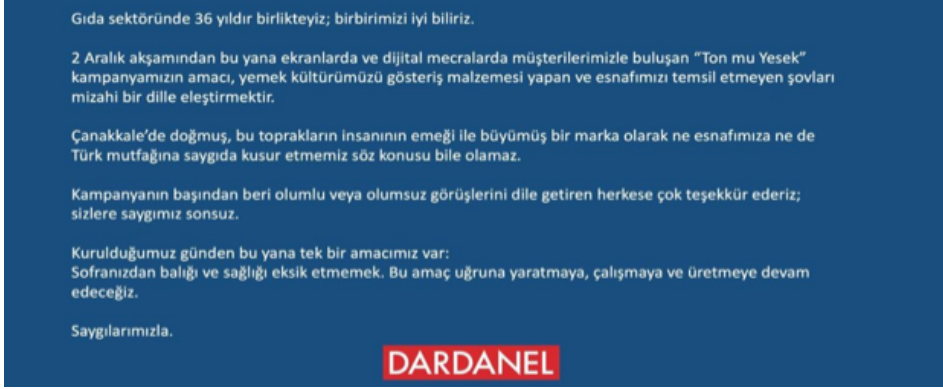 Gıda sektöründe 36 yıldır birlikteyiz; birbirimizi iyi biliriz.
2 Aralık akşamından bu yana ekranlarda ve dijital mecralarda müşterilerimizle buluşan “Ton mu Yesek”
kampanyamızın amacı, yemek kültürümüzü gösteriş malzemesi yapan ve esnafımızı temsil etmeyen şovları
mizahi bir dille eleştirmektir.
Çanakkale’de doğmuş, bu toprakların insanının emeği ile büyümüş bir marka olarak ne esnafımıza ne de
Türk mutfağına saygıda kusur etmemiz söz konusu bile olamaz.
Kampanyanın başından beri olumlu veya olumsuz görüşlerini dile getiren herkese çok teşekkür ederiz;
sizlere saygımız sonsuz.
Kurulduğumuz günden bu yana tek bir amacımız var:
Sofranızdan balığı ve sağlığı eksik etmemek. Bu amaç uğruna yaratmaya, çalışmaya ve üretmeye devam
edeceğiz.
Saygılarımızla.
DARDANEL